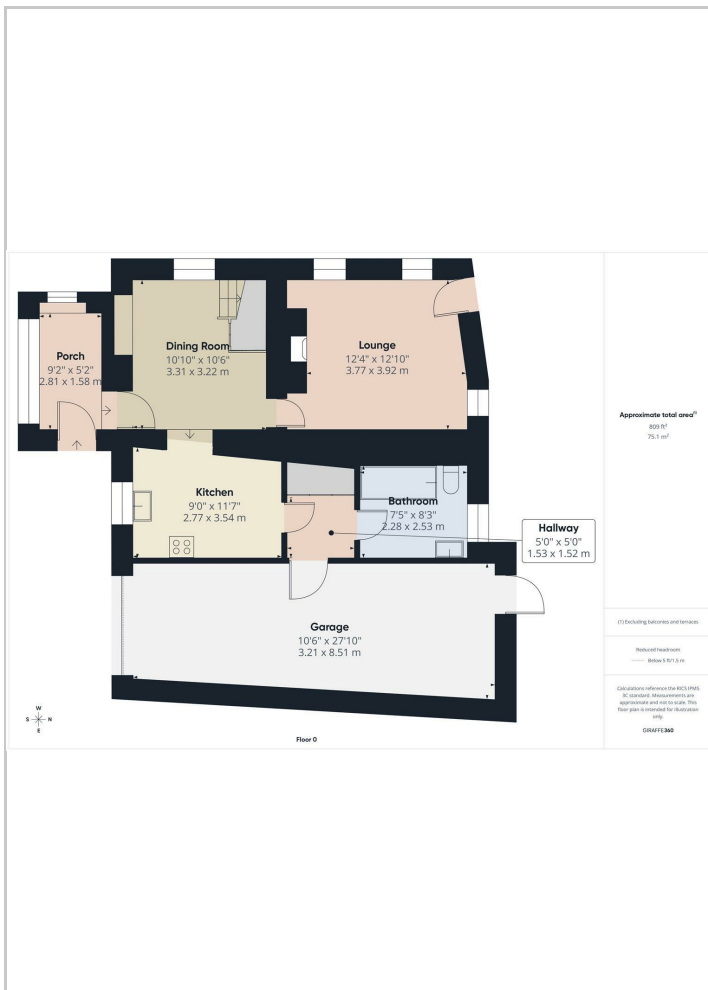 Porch
9'2" x 5'2"
2.81 x 1.58 m
Dining Room
10'10" x 10'6"
3.31 x 3.22 m
Lounge
12'4" x 12'10"
3.77 x 3.92 m
Kitchen
9'0" x 11'7"
2.77 x 3.54 m
Bathroom
7'5" x 8'3"
2.28 x 2.53 m
Hallway
5'0" x 5'0"
1.53 x 1.52 m
Garage
10'6" x 27'10"
3.21 x 8.51 m
W
S N
E
Floor 0
Approximate total area⁽¹⁾
809 ft²
75.1 m²
(1) Excluding balconies and terraces
Reduced headroom
Below 5 ft/1.5 m
Calculations reference the RICS IPMS
3C standard. Measurements are
approximate and not to scale. This
floor plan is intended for illustration
only.
GIRAFFE360